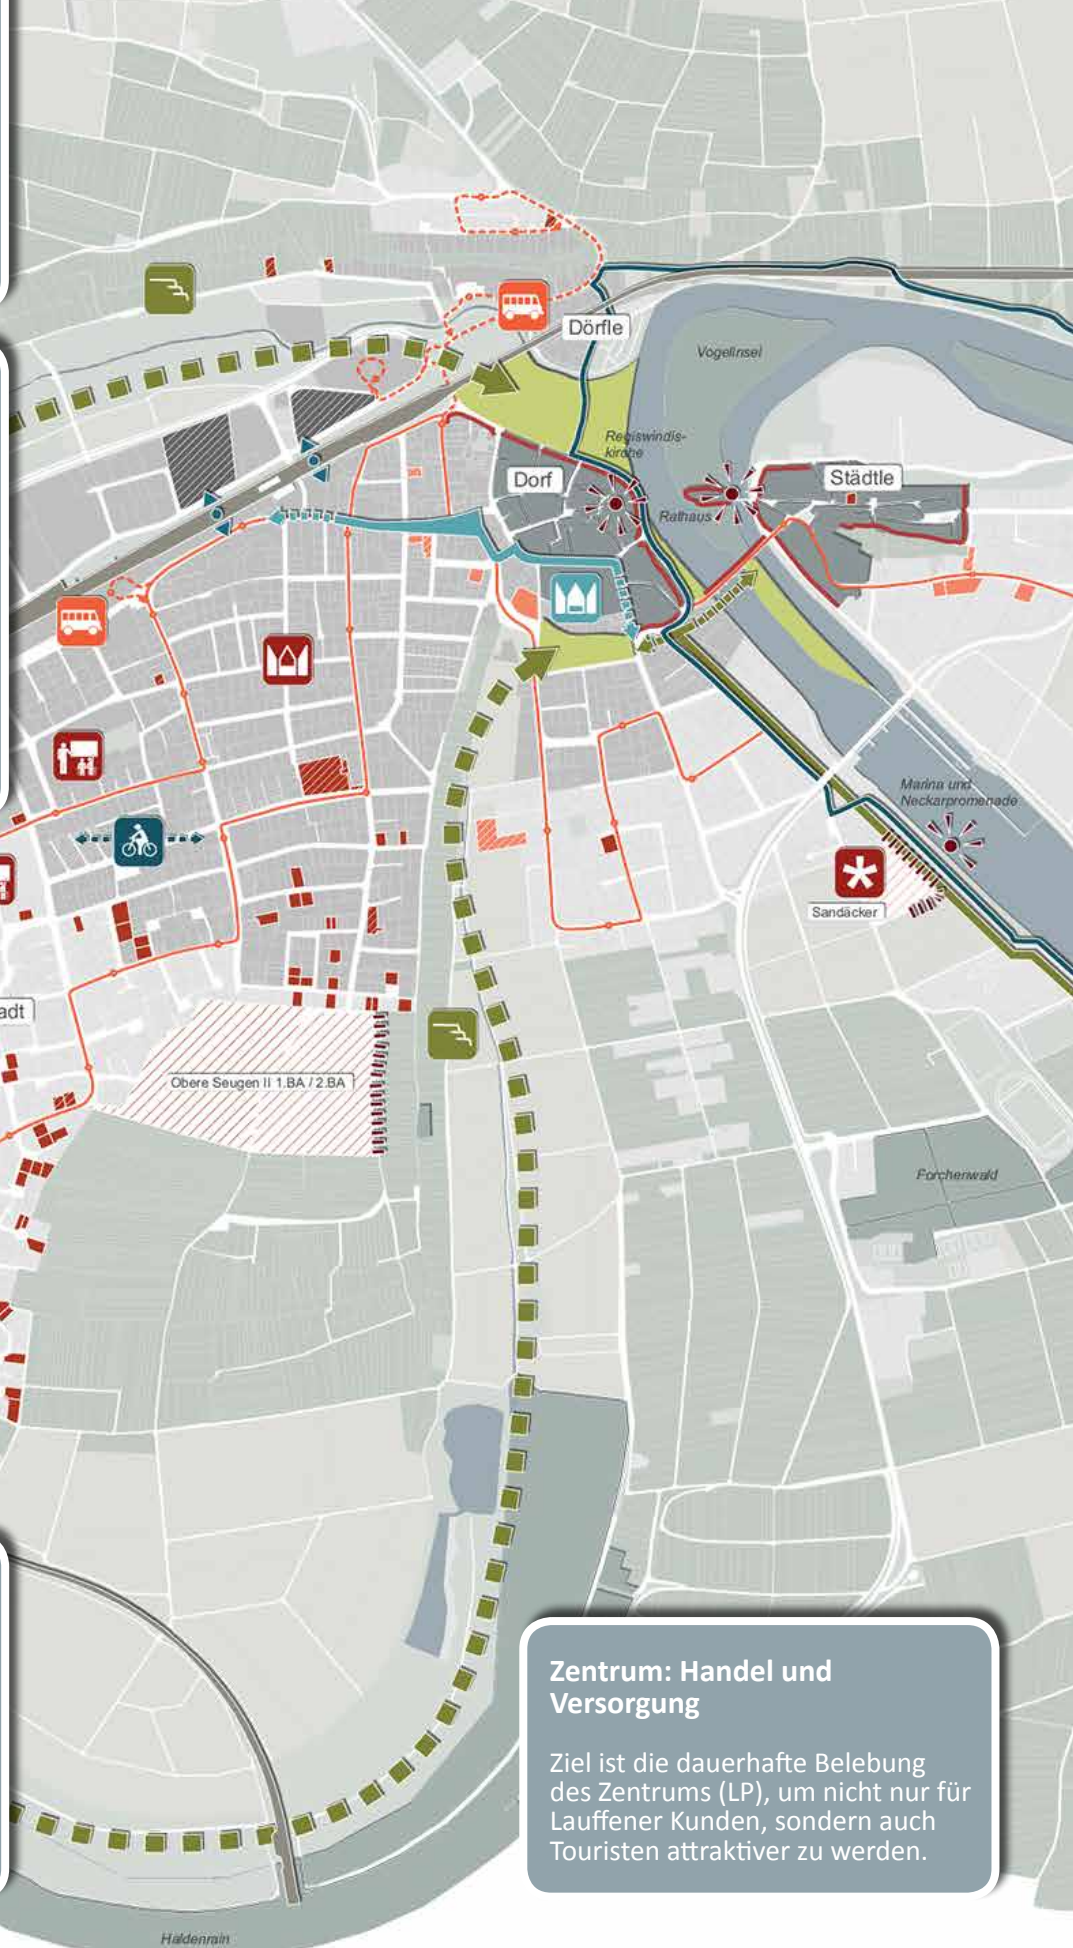 Dörfle
Vogelinsel
Regiswindis-
kirche
Dorf
Städtle
Rathaus
Marina und
Neckarpromenade
Sandäcker
adt
Obere Seugen II 1.BA / 2.BA
Forchenwald
Zentrum: Handel und
Versorgung
Ziel ist die dauerhafte Belebung
des Zentrums (LP), um nicht nur für
Lauffener Kunden, sondern auch
Touristen attraktiver zu werden.
Haldenrain